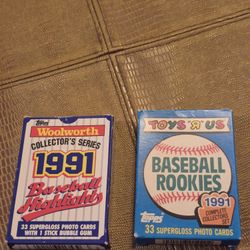 Topps
Woolworth
COLLECTOR'S SERIES
1991
Baseball
Highlights
33 SUPERGLOSS PHOTO CARDS
WITH 1 STICK BUBBLE GUM
TOYS "R" US
BASEBALL
ROOKIES
1991
COMPLETE
COLLECTORS
SET
Topps
33 SUPERGLOSS PHOTO CARDS